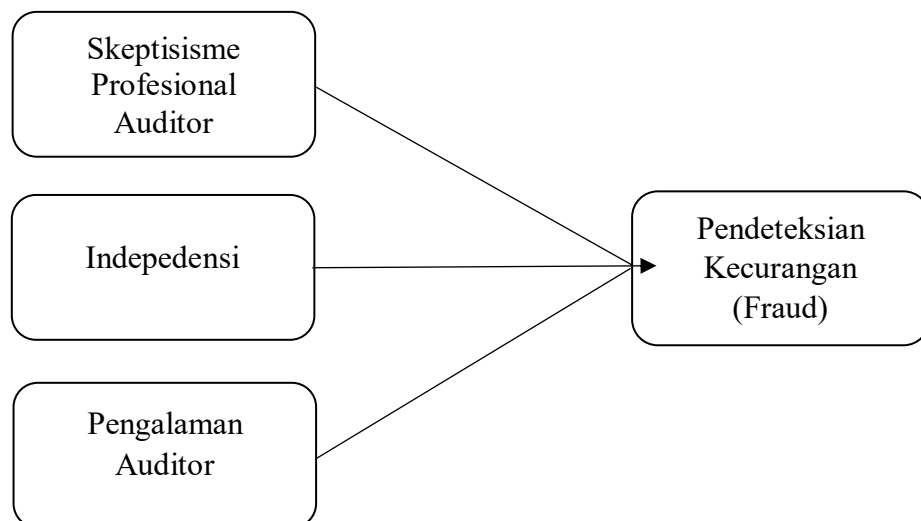 Skeptisisme
Profesional
Auditor
Indepedensi
Pengalaman
Auditor
Pendeteksian
Kecurangan
(Fraud)